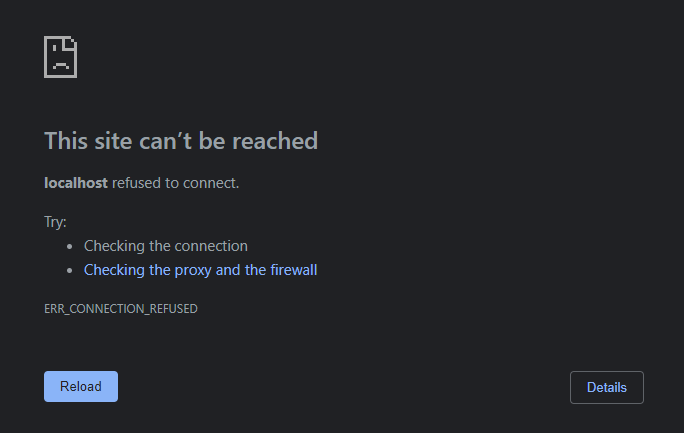 This site can’t be reached
localhost refused to connect.
Try:
• Checking the connection
• Checking the proxy and the firewall
ERR_CONNECTION_REFUSED
Reload
Details